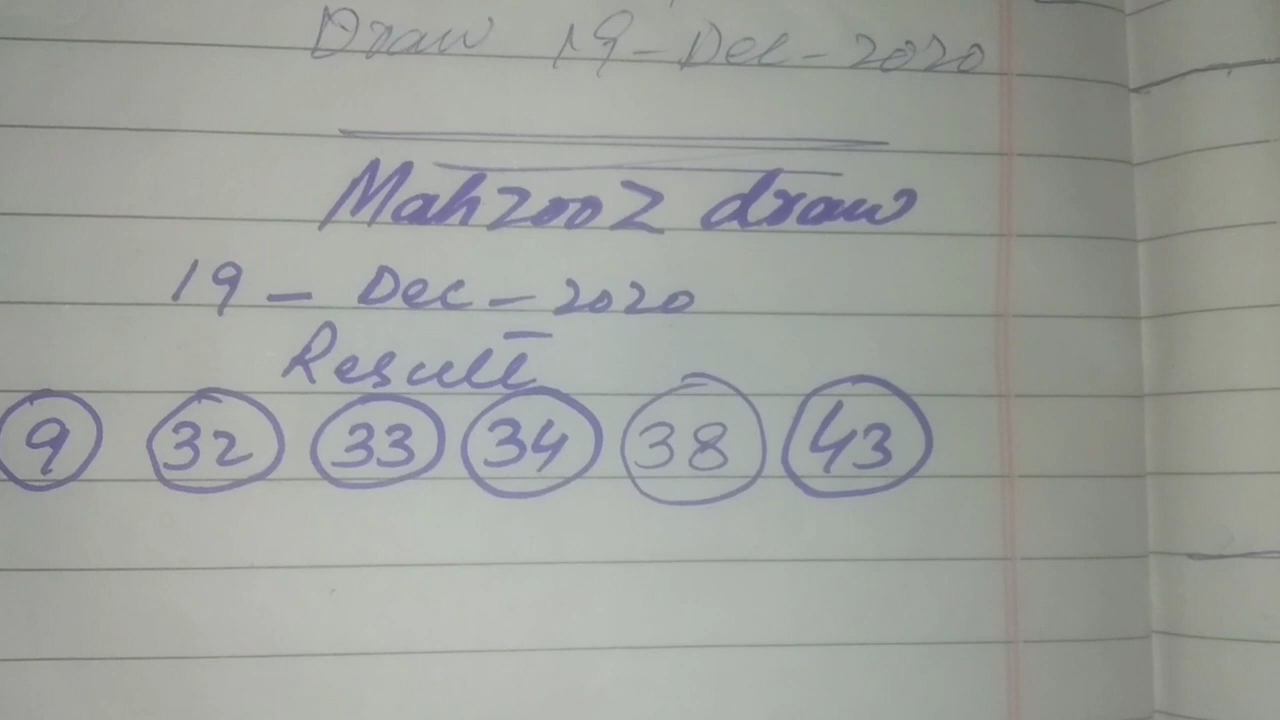 Draw 19-Dec-2020
Mahzooz draw
19 - Dec - 2020
Result
9 32 33 34 38 43